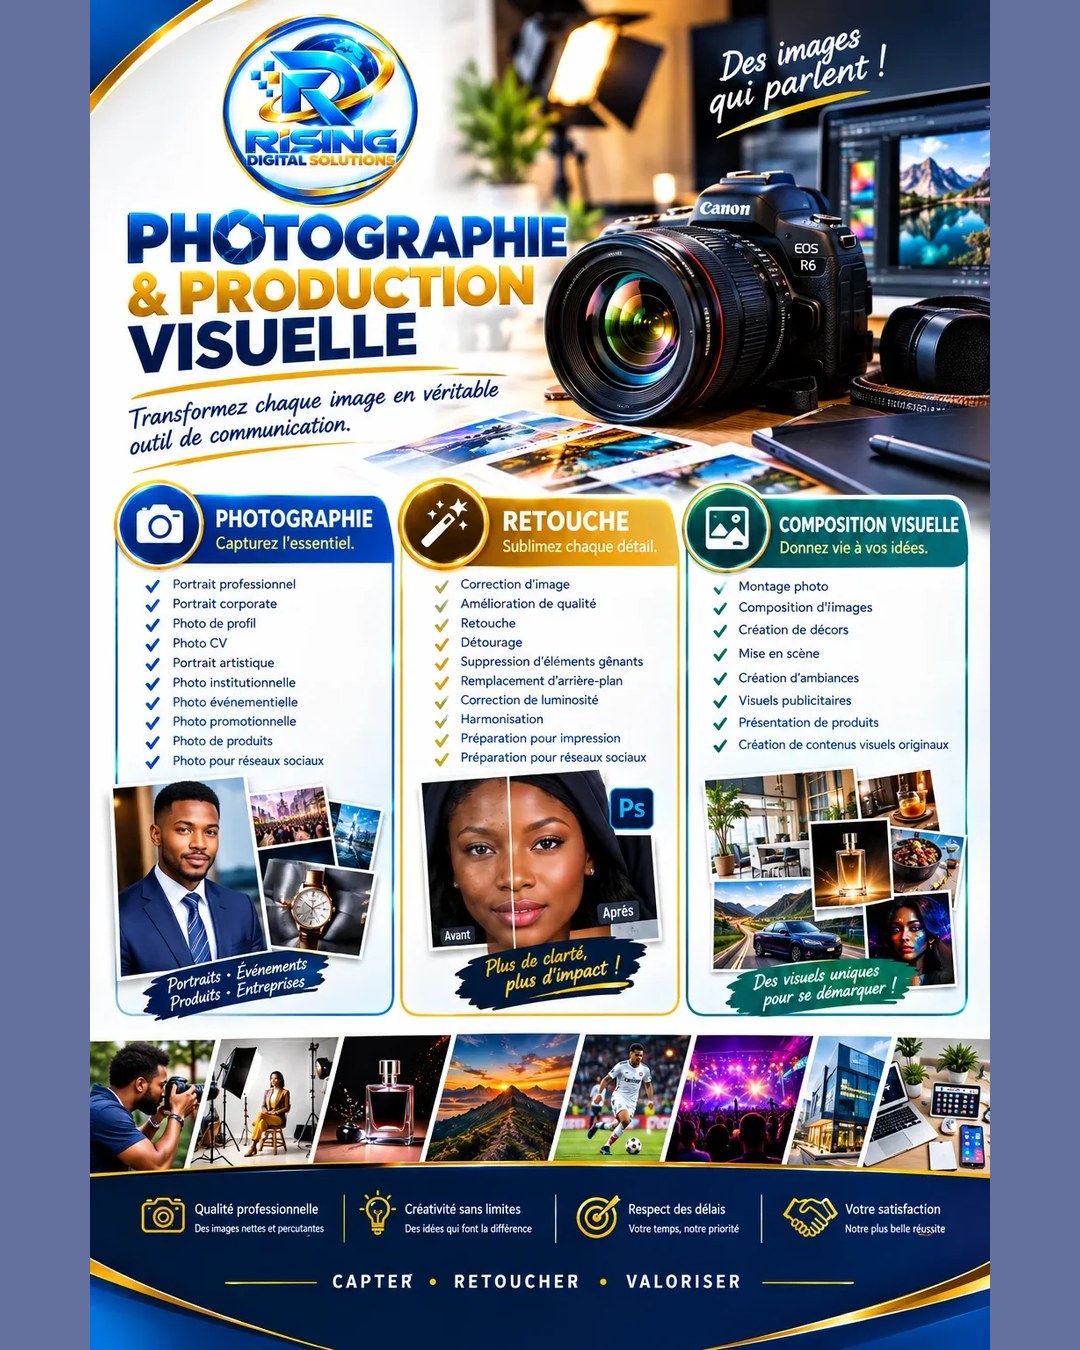 RISING
DIGITAL SOLUTIONS
Des images
qui parlent !
PHOTOGRAPHIE
& PRODUCTION
VISUELLE
Transformez chaque image en véritable
outil de communication.
Canon
EOS
R6
PHOTOGRAPHIE
Capturez l'essentiel.
Portrait professionnel
Portrait corporate
Photo de profil
Photo CV
Portrait artistique
Photo institutionnelle
Photo événementielle
Photo promotionnelle
Photo de produits
Photo pour réseaux sociaux
Portraits • Événements
Produits • Entreprises
RETOUCHE
Sublimez chaque détail.
Correction d'image
Amélioration de qualité
Retouche
Détourage
Suppression d'éléments gênants
Remplacement d'arrière-plan
Correction de luminosité
Harmonisation
Préparation pour impression
Préparation pour réseaux sociaux
Ps
Avant
Aprés
Plus de clarté,
plus d'impact !
COMPOSITION VISUELLE
Donnez vie à vos idées.
Montage photo
Composition d'iimages
Création de décors
Mise en scène
Création d'ambiances
Visuels publicitaires
Présentation de produits
Création de contenus visuels originaux
Des visuels uniques
pour se démarquer !
Qualité professionnelle
Des images nettes et percutantes
Créativité sans limites
Des idées qui font la différence
Respect des délais
Votre temps, notre priorité
Votre satisfaction
Notre plus belle réussite
CAPTER • RETOUCHER • VALORISER